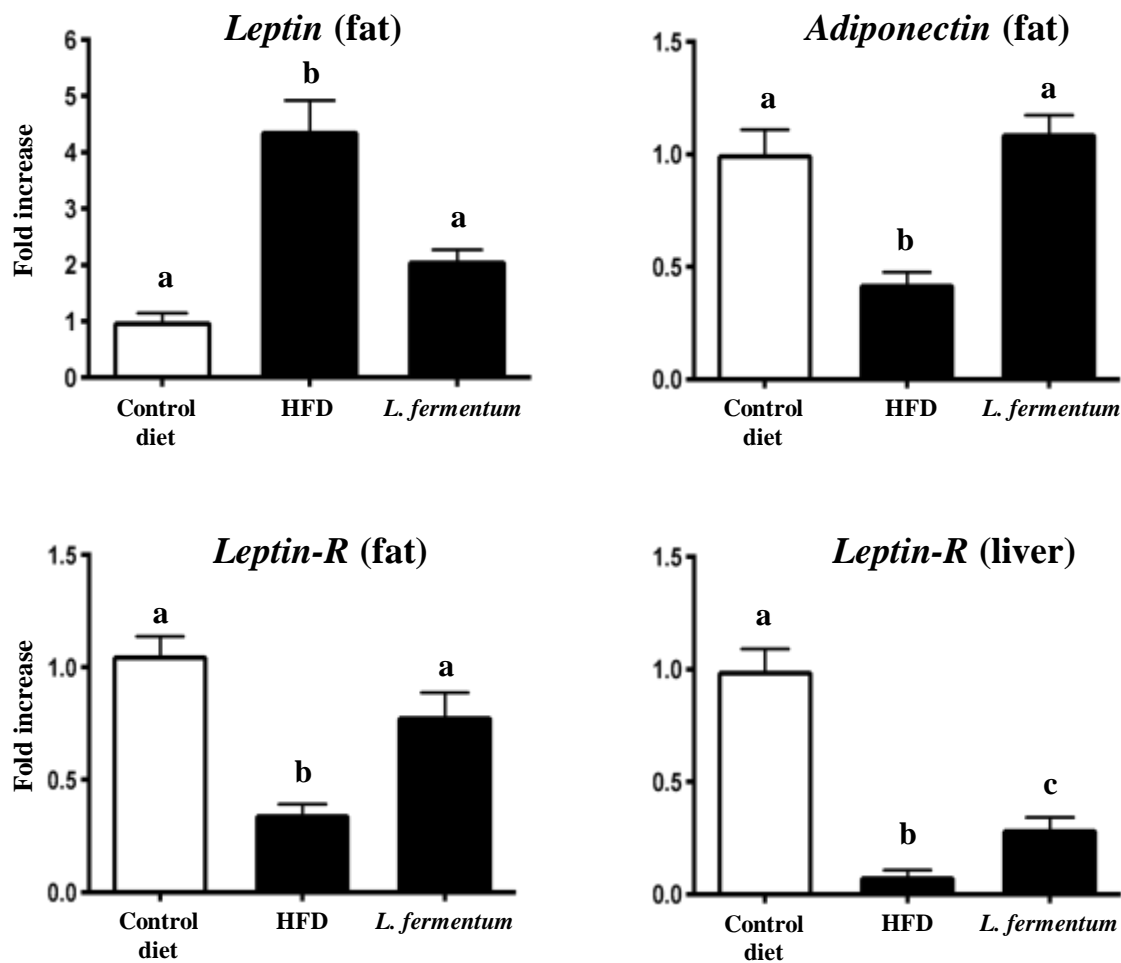 Leptin (fat)
6
5
4
3
2
1
0
Fold increase
a
b
a
Control
diet
HFD
L. fermentum
Adiponectin (fat)
1.5
1.0
0.5
0.0
a
b
a
Control
diet
HFD
L. fermentum
Leptin-R (fat)
1.5
1.0
0.5
0.0
Fold increase
a
b
a
Control
diet
HFD
L. fermentum
Leptin-R (liver)
1.5
1.0
0.5
0.0
a
b
c
Control
diet
HFD
L. fermentum